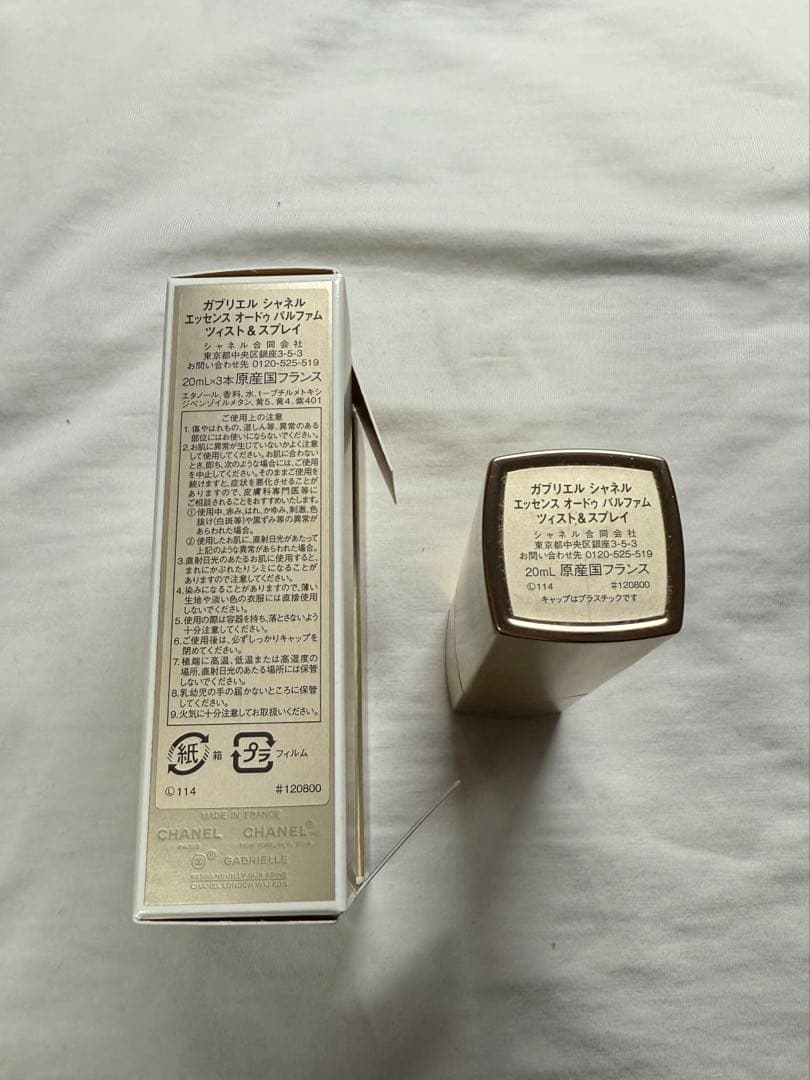 ガブリエル シャネル
エッセンス オードゥ パルファム
ツィスト&スプレイ
シャネル合同会社
東京都中央区銀座3-5-3
お問い合わせ先 0120-525-519
20mL×3本 原産国フランス
エタノール、香料、水、t-ブチルメトキシ
ジベンゾイルメタン、黄5、黄4、紫401
ご使用上の注意
1.傷やはれもの、湿しん等、異常のある
部位にはお使いにならないでください。
2.お肌に異常が生じていないかよく注意
して使用してください。お肌に合わない
とき、即ち、次のような場合には、ご使用
を中止してください。そのままご使用を
続けますと、症状を悪化させることが
ありますので、皮膚科専門医等に
ご相談されることをおすすめいたします。
①使用中、赤み、はれ、かゆみ、刺激、色
抜け(白斑等)や黒ずみ等の異常が
あらわれた場合。
②使用したお肌に、直射日光があたって
上記のような異常があらわれた場合。
3.直射日光のあたるお肌に使用すると、
まれにかぶれたりシミになることが
ありますので注意してください。
4.染みになることがありますので、薄い
生地や淡い色の衣服には直接使用
しないでください。
5.使用の際は容器を持ち、落とさないよう
十分注意してください。
6.ご使用後は、必ずしっかりキャップを
閉めてください。
7.極端に高温、低温または高湿度の
場所、直射日光のあたる場所には保管
しないでください。
8.乳幼児の手の届かないところに保管
してください。
9.火気に十分注意してお取扱いください。
紙 箱 プラ フィルム
Ⓛ114 #120800
MADE IN FRANCE
CHANEL CHANEL®
PARIS NEW YORK, N.Y.
® GABRIELLE
92200 NEUILLY SUR SEINE
CHANEL LONDON
ガブリエル シャネル
エッセンス オードゥ パルファム
ツィスト&スプレイ
シャネル合同会社
東京都中央区銀座3-5-3
お問い合わせ先 0120-525-519
20mL 原産国フランス
Ⓛ114 #120800
キャップはプラスチックです